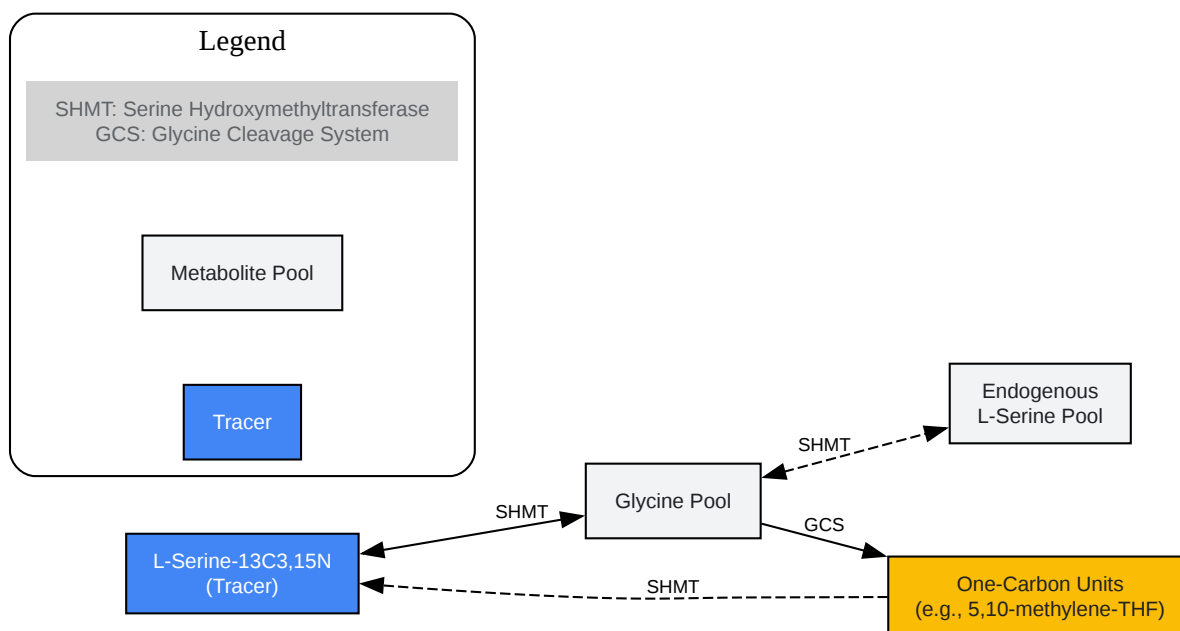 Legend
SHMT: Serine Hydroxymethyltransferase
GCS: Glycine Cleavage System
Metabolite Pool
Tracer
Endogenous
L-Serine Pool
SHMT
Glycine Pool
SHMT
GCS
L-Serine-13C3,15N
(Tracer)
SHMT
One-Carbon Units
(e.g., 5,10-methylene-THF)